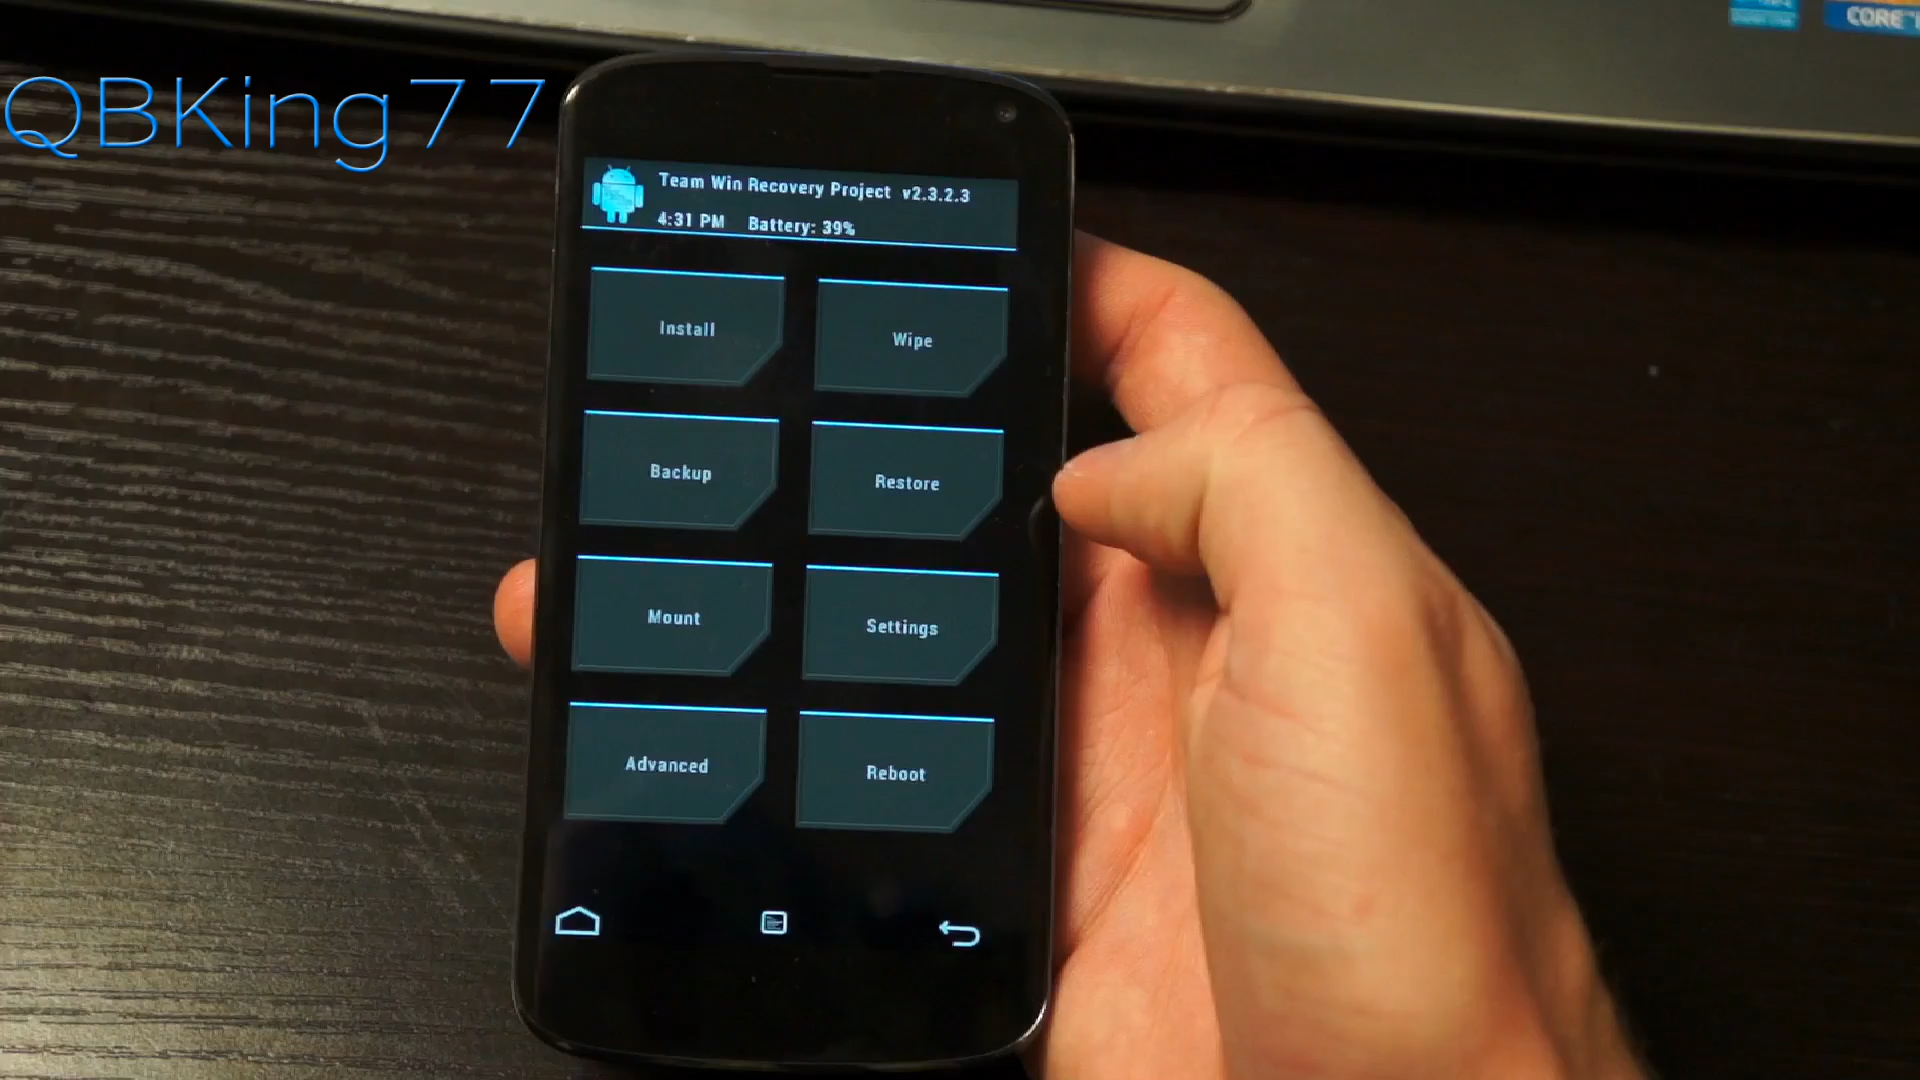 QBKing77
Team Win Recovery Project v2.3.2.3
4:31 PM Battery: 39%
Install
Wipe
Backup
Restore
Mount
Settings
Advanced
Reboot
CORE